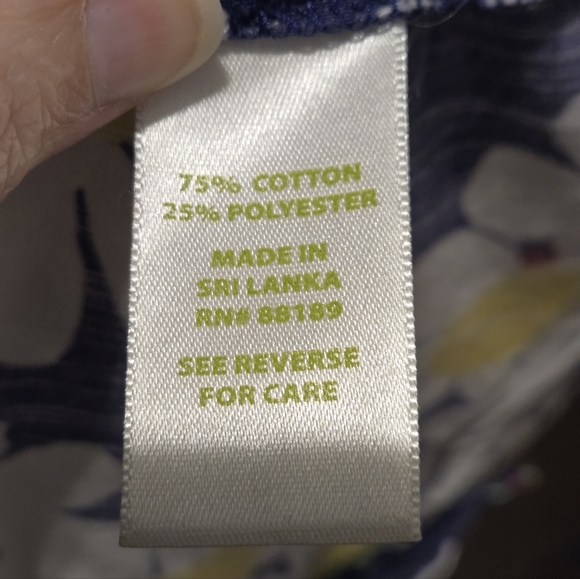 75% COTTON
25% POLYESTER
MADE IN
SRI LANKA
RN# 88189
SEE REVERSE
FOR CARE